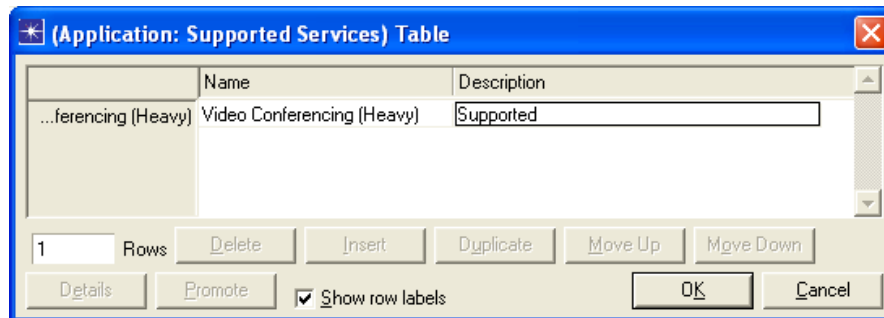 (Application: Supported Services) Table
Name Description
...ferencing (Heavy) Video Conferencing (Heavy) Supported
1 Rows Delete Insert Duplicate Move Up Move Down
Details Promote Show row labels OK Cancel